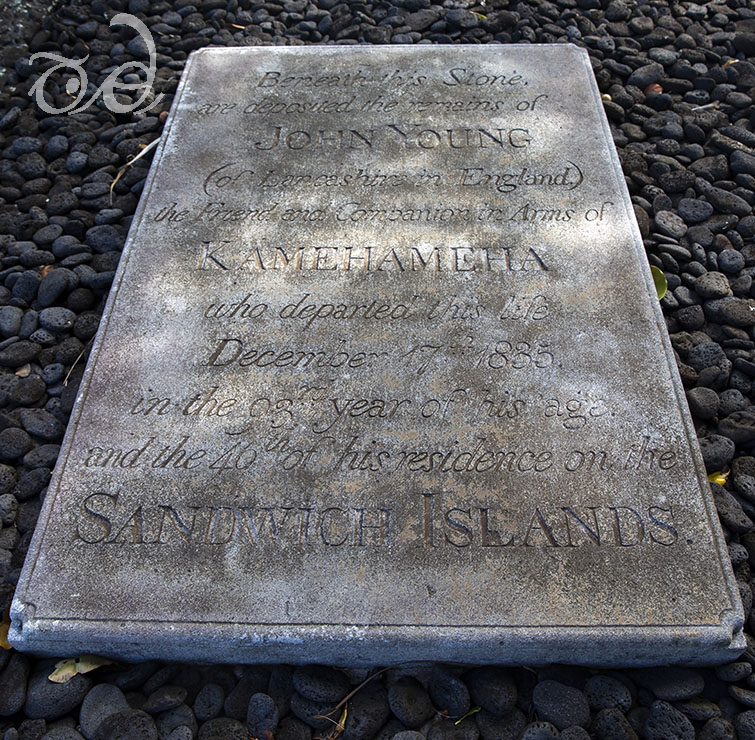 Beneath this Stone.
are deposited the remains of
JOHN YOUNG
(of Lancashire in England,)
the Friend and Companion in Arms of
KAMEHAMEHA
who departed this life
December 17th 1835.
in the 93rd year of his age.
and the 46th of his residence on the
SANDWICH ISLANDS.